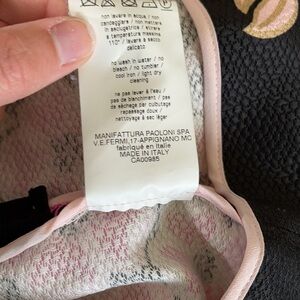 non lavare in acqua / non
candeggiare / non mettere in
asciugatrice / stirare
a temperatura massima
110° / lavare a secco
delicato
no wash in water / no
bleach / no tumbler /
cool iron / light dry
cleaning
ne pas laver à l'eau /
pas de blanchiment / pas
de séchage par culbutage
repassage doux /
nettoyage à sec léger
MANIFATTURA PAOLONI SPA
V.E.FERMI,17-APPIGNANO MC
fabriqué en Italie
MADE IN ITALY
CA00985